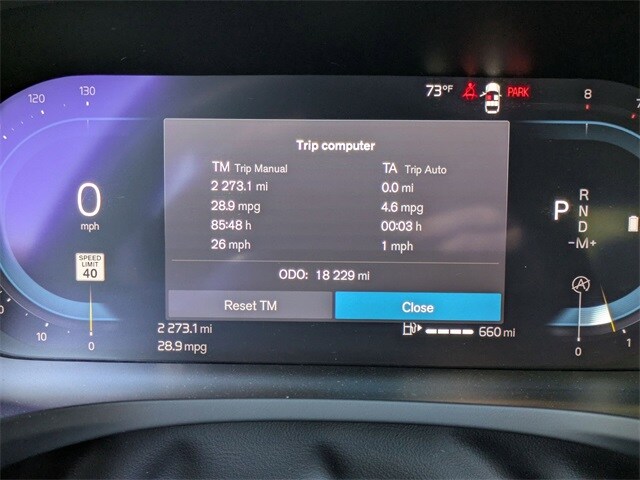 120 130
73°F PARK 8 7
Trip computer
TM Trip Manual TA Trip Auto
2 273.1 mi 0.0 mi
28.9 mpg 4.6 mpg
85:48 h 00:03 h
26 mph 1 mph
ODO: 18 229 mi
Reset TM Close
0
mph
SPEED
LIMIT
40
P R
N
D
-M+
A
10 0
2 273.1 mi
28.9 mpg
660 mi
0 1